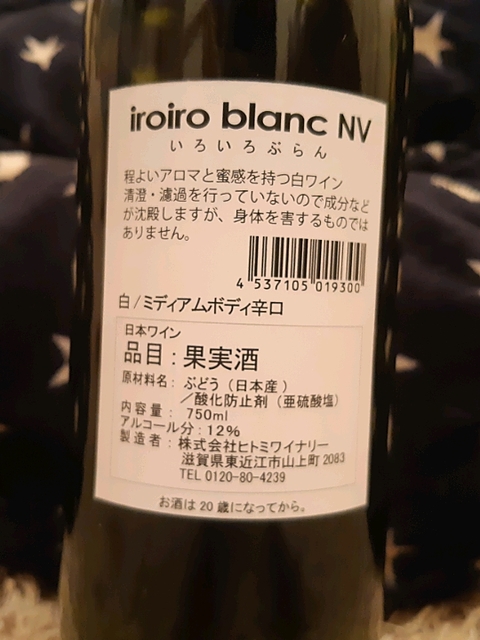 iroiro blanc NV
いろいろぶらん
程よいアロマと蜜感を持つ白ワイン
清澄・濾過を行っていないので成分など
が沈殿しますが、身体を害するものでは
ありません。
4 537105 019300
白/ミディアムボディ辛口
日本ワイン
品目:果実酒
原材料名: ぶどう(日本産)
/酸化防止剤(亜硫酸塩)
内容量: 750ml
アルコール分:12%
製造者:株式会社ヒトミワイナリー
滋賀県東近江市山上町2083
TEL 0120-80-4239
お酒は20歳になってから。